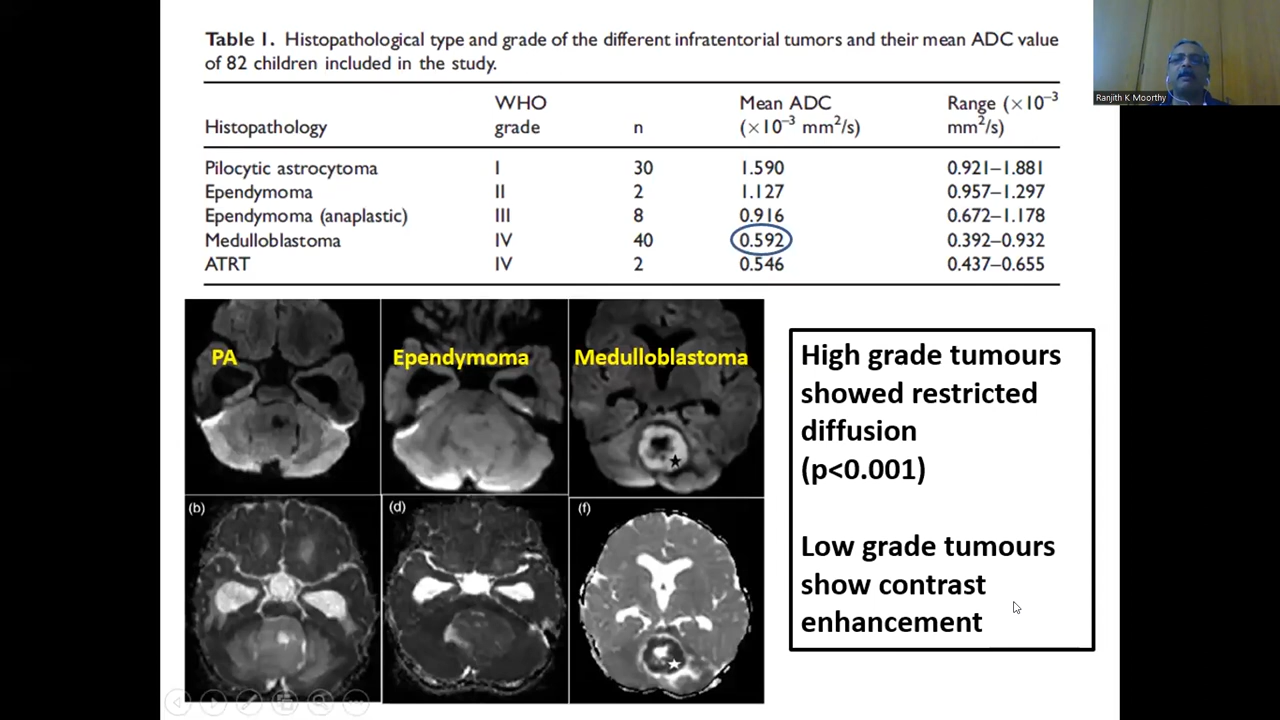 Table 1. Histopathological type and grade of the different infratentorial tumors and their mean ADC value
of 82 children included in the study.
Histopathology WHO grade n Mean ADC (×10⁻³ mm²/s) Range (×10⁻³ mm²/s)
Pilocytic astrocytoma I 30 1.590 0.921–1.881
Ependymoma II 2 1.127 0.957–1.297
Ependymoma (anaplastic) III 8 0.916 0.672–1.178
Medulloblastoma IV 40 0.592 0.392–0.932
ATRT IV 2 0.546 0.437–0.655
PA Ependymoma Medulloblastoma
(b) (d) (f)
High grade tumours
showed restricted
diffusion
(p<0.001)
Low grade tumours
show contrast
enhancement
Ranjith K Moorthy